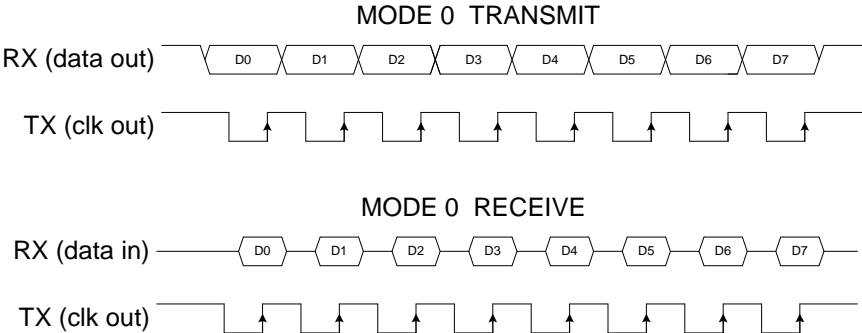 MODE 0 TRANSMIT
RX (data out) D0 D1 D2 D3 D4 D5 D6 D7
TX (clk out)
MODE 0 RECEIVE
RX (data in) D0 D1 D2 D3 D4 D5 D6 D7
TX (clk out)